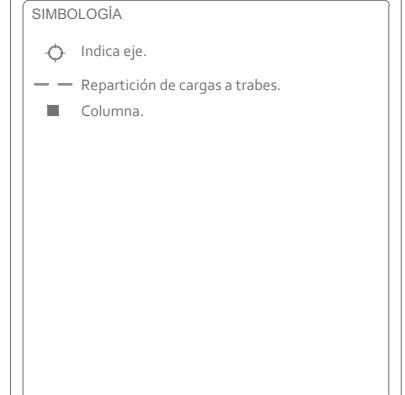 SIMBOLOGÍA
Indica eje.
Repartición de cargas a trabes.
Columna.